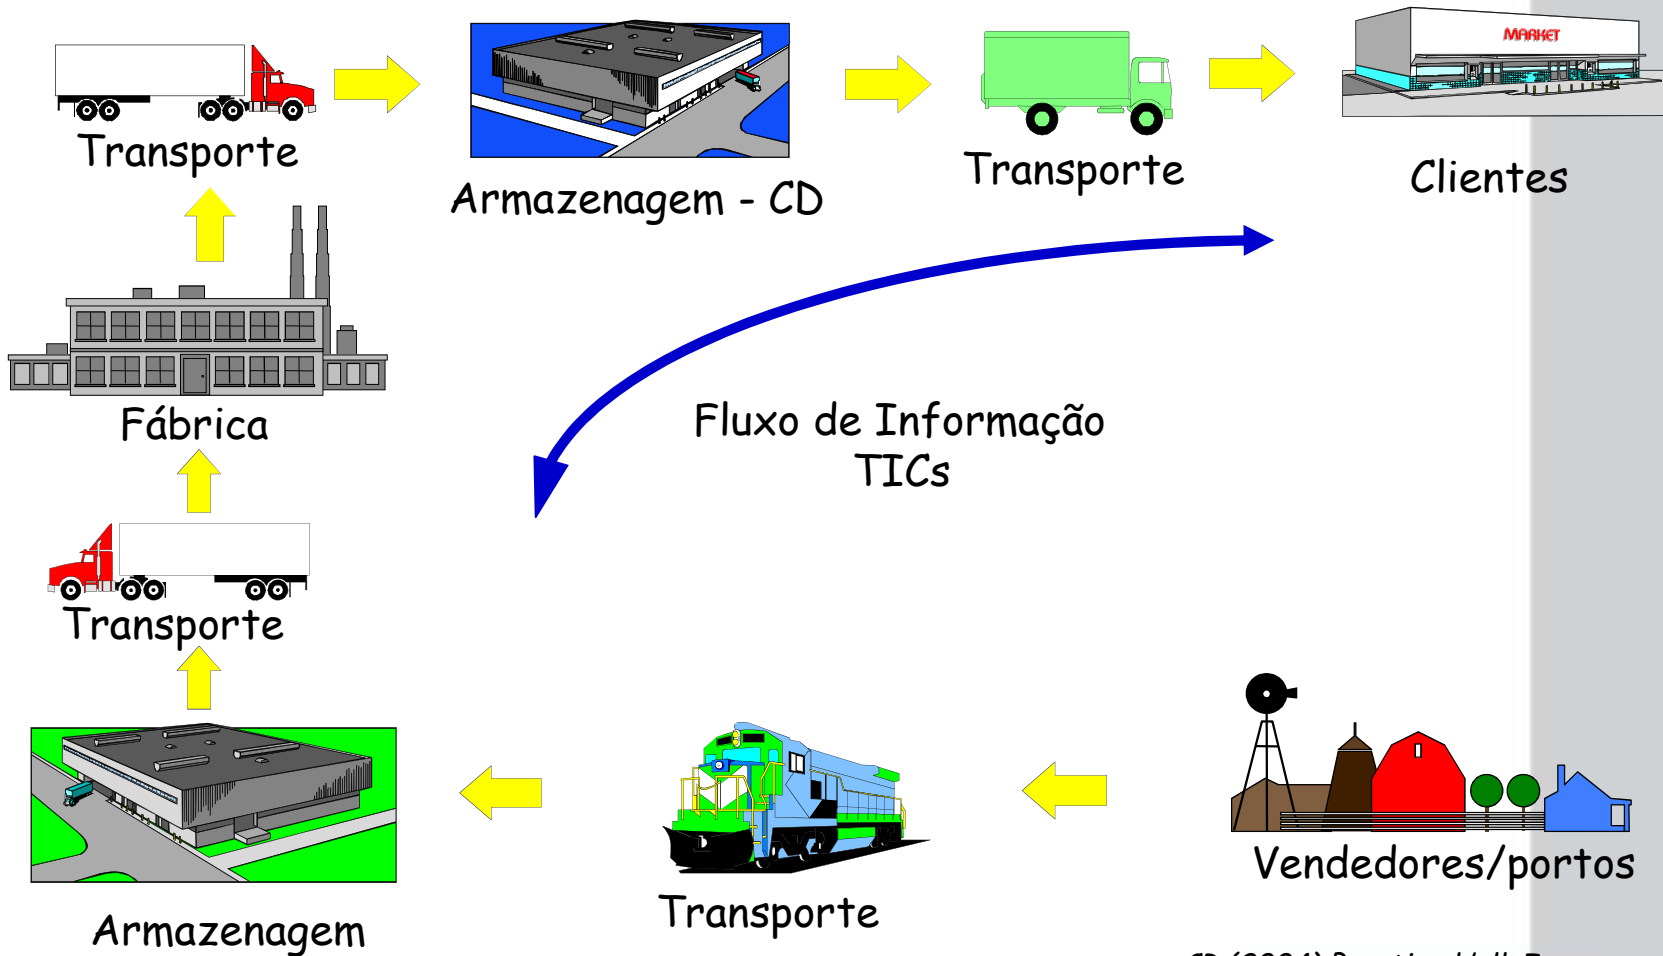 MARKET
Transporte
Armazenagem - CD
Transporte
Clientes
Fábrica
Fluxo de Informação
TICs
Transporte
Vendedores/portos
Transporte
Armazenagem